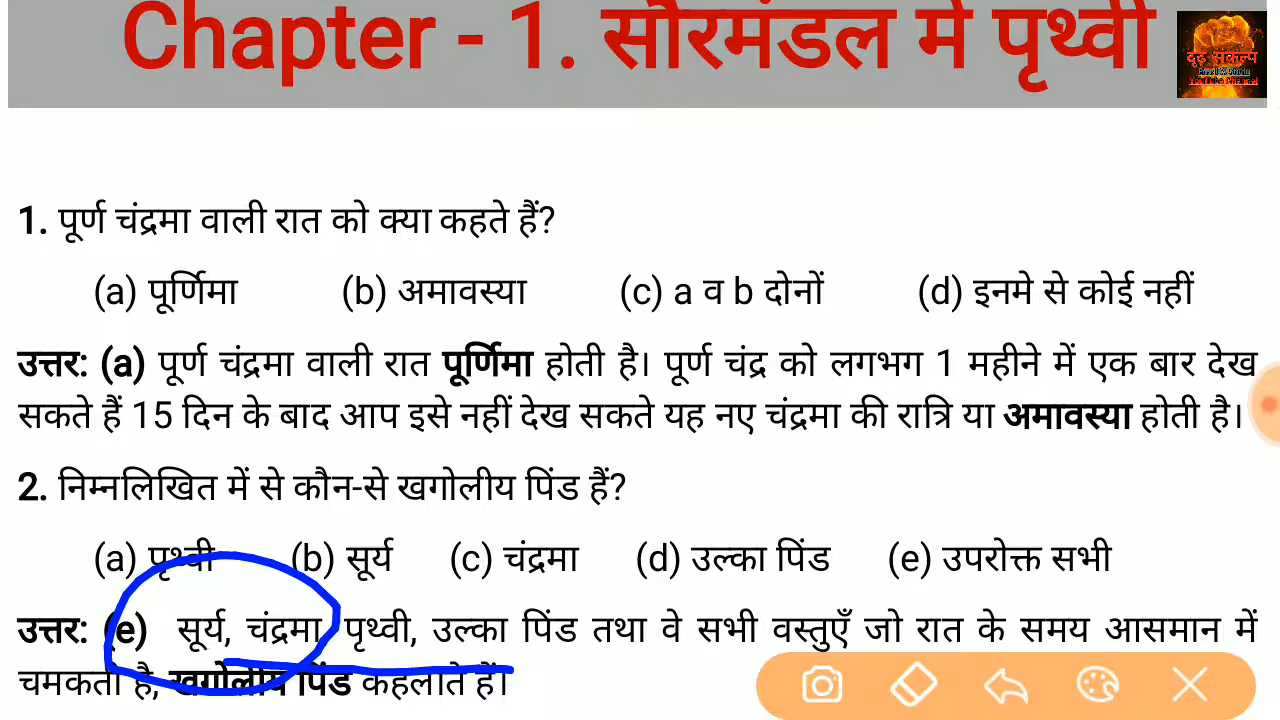 Chapter - 1. सौरमंडल में पृथ्वी
दृढ़ संकल्प
1. पूर्ण चंद्रमा वाली रात को क्या कहते हैं?
(a) पूर्णिमा (b) अमावस्या (c) a व b दोनों (d) इनमे से कोई नहीं
उत्तर: (a) पूर्ण चंद्रमा वाली रात पूर्णिमा होती है। पूर्ण चंद्र को लगभग 1 महीने में एक बार देख
सकते हैं 15 दिन के बाद आप इसे नहीं देख सकते यह नए चंद्रमा की रात्रि या अमावस्या होती है।
2. निम्नलिखित में से कौन-से खगोलीय पिंड हैं?
(a) पृथ्वी (b) सूर्य (c) चंद्रमा (d) उल्का पिंड (e) उपरोक्त सभी
उत्तर: (e) सूर्य, चंद्रमा, पृथ्वी, उल्का पिंड तथा वे सभी वस्तुएँ जो रात के समय आसमान में
चमकती है, खगोलीय पिंड कहलाते हैं।